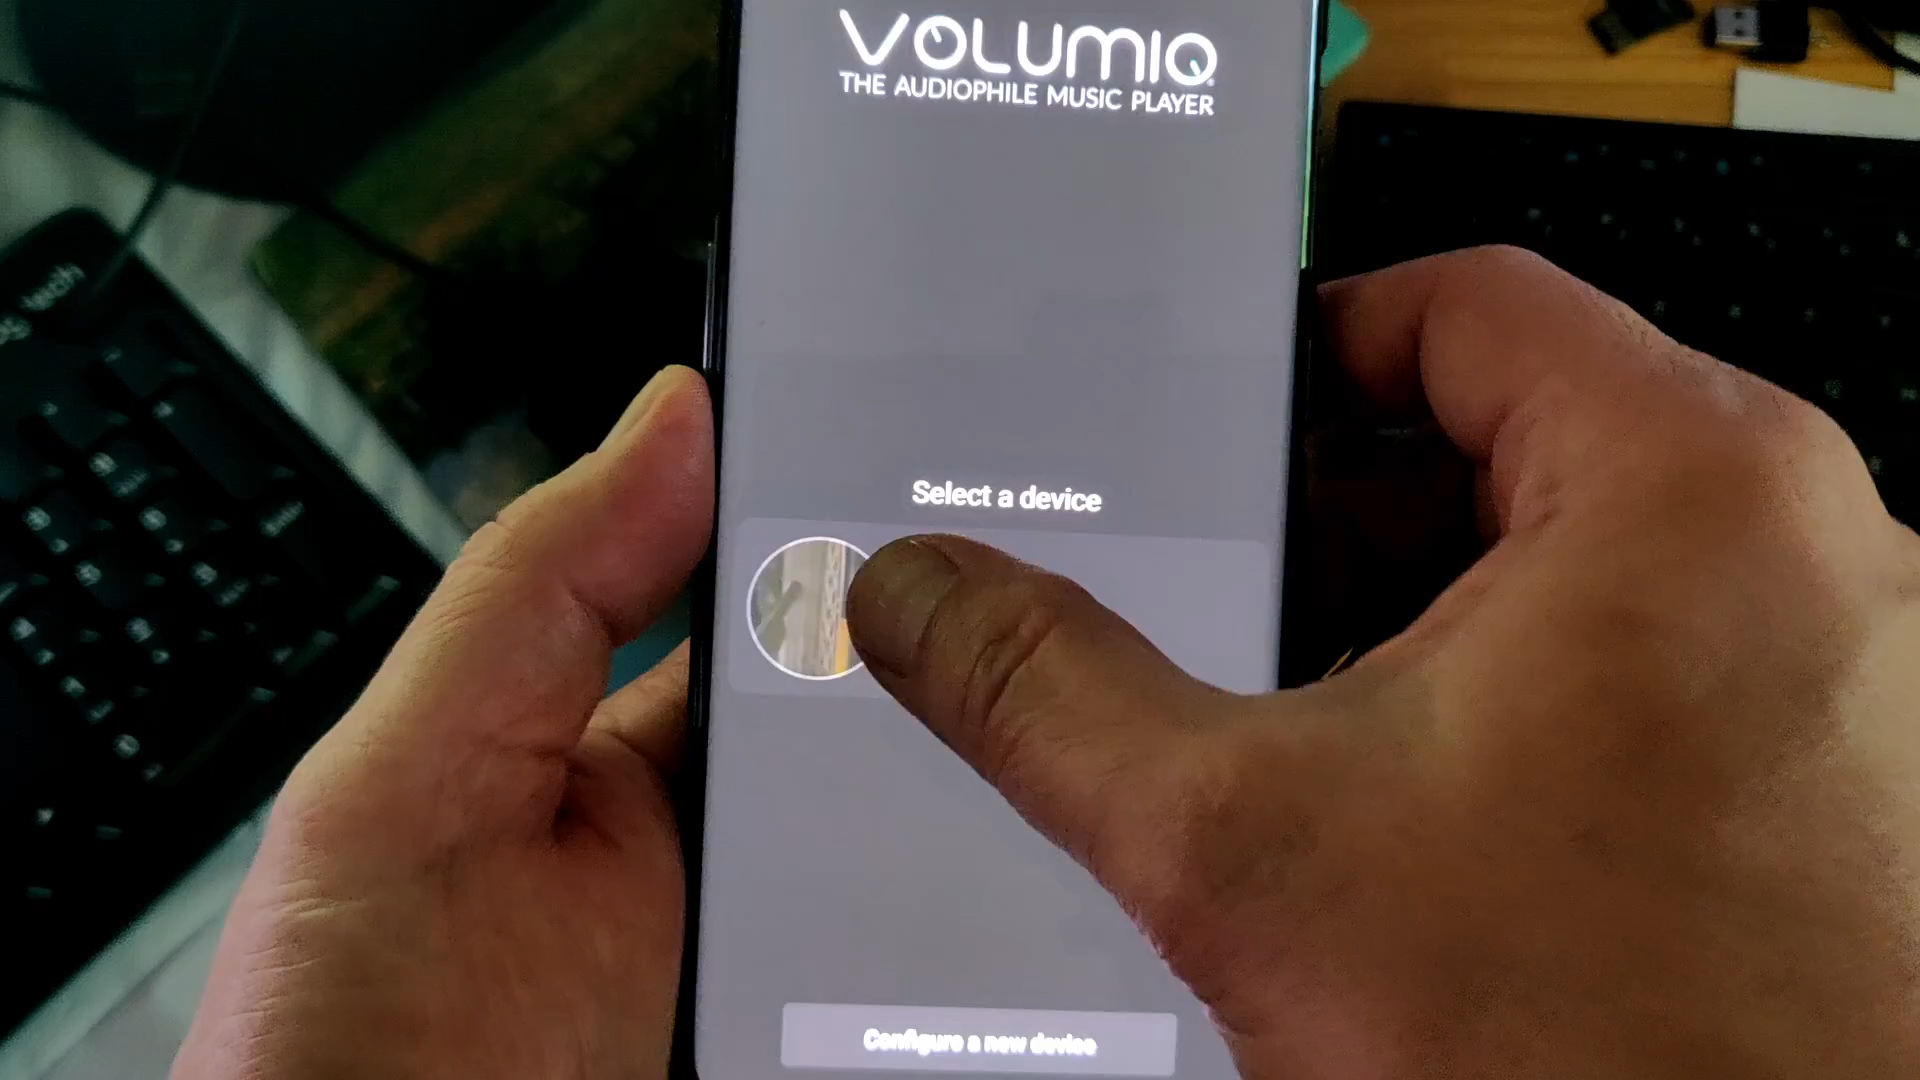 VOLUMIO
THE AUDIOPHILE MUSIC PLAYER
Select a device
Configure a new device